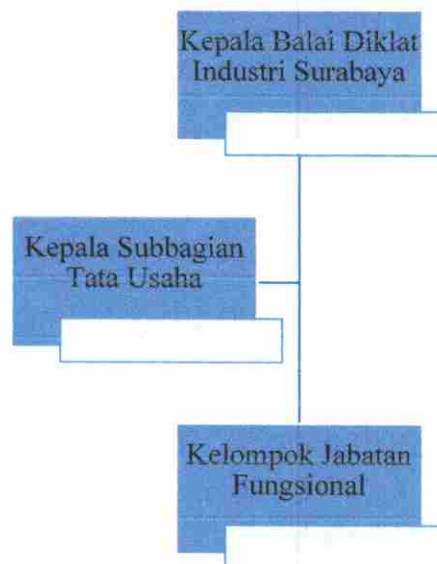 Kepala Balai Diklat
Industri Surabaya
Kepala Subbagian
Tata Usaha
Kelompok Jabatan
Fungsional